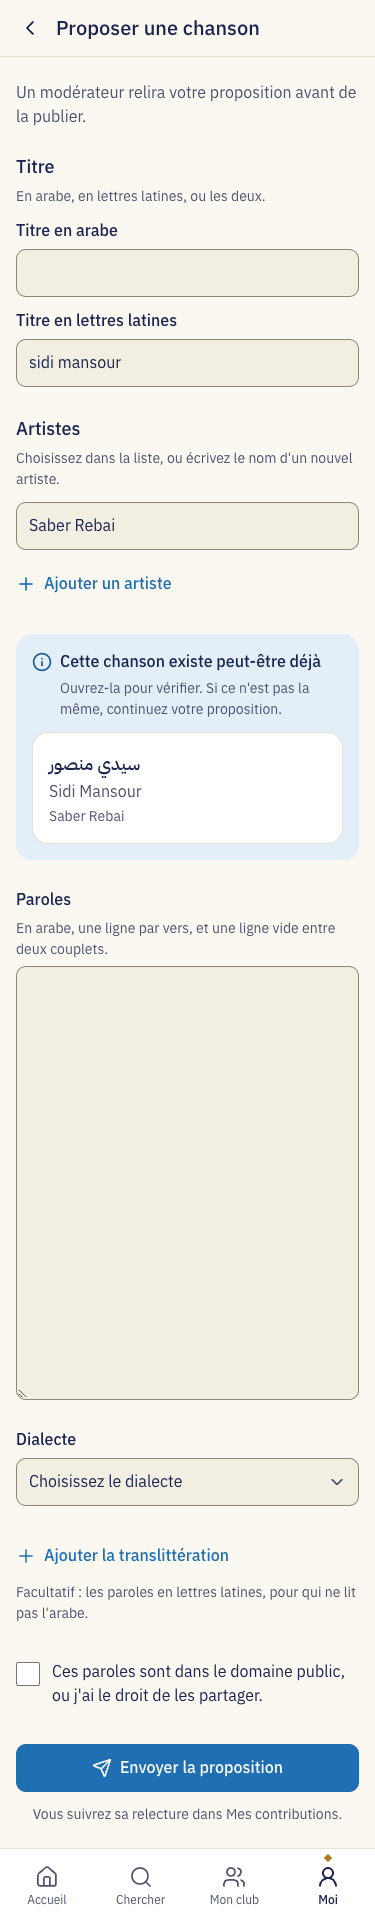 Proposer une chanson
Un modérateur relira votre proposition avant de
la publier.
Titre
En arabe, en lettres latines, ou les deux.
Titre en arabe
Titre en lettres latines
sidi mansour
Artistes
Choisissez dans la liste, ou écrivez le nom d'un nouvel
artiste.
Saber Rebai
Ajouter un artiste
Cette chanson existe peut-être déjà
Ouvrez-la pour vérifier. Si ce n'est pas la
même, continuez votre proposition.
سيدي منصور
Sidi Mansour
Saber Rebai
Paroles
En arabe, une ligne par vers, et une ligne vide entre
deux couplets.
Dialecte
Choisissez le dialecte
Ajouter la translittération
Facultatif : les paroles en lettres latines, pour qui ne lit
pas l'arabe.
Ces paroles sont dans le domaine public,
ou j'ai le droit de les partager.
Envoyer la proposition
Vous suivrez sa relecture dans Mes contributions.
Accueil
Chercher
Mon club
Moi